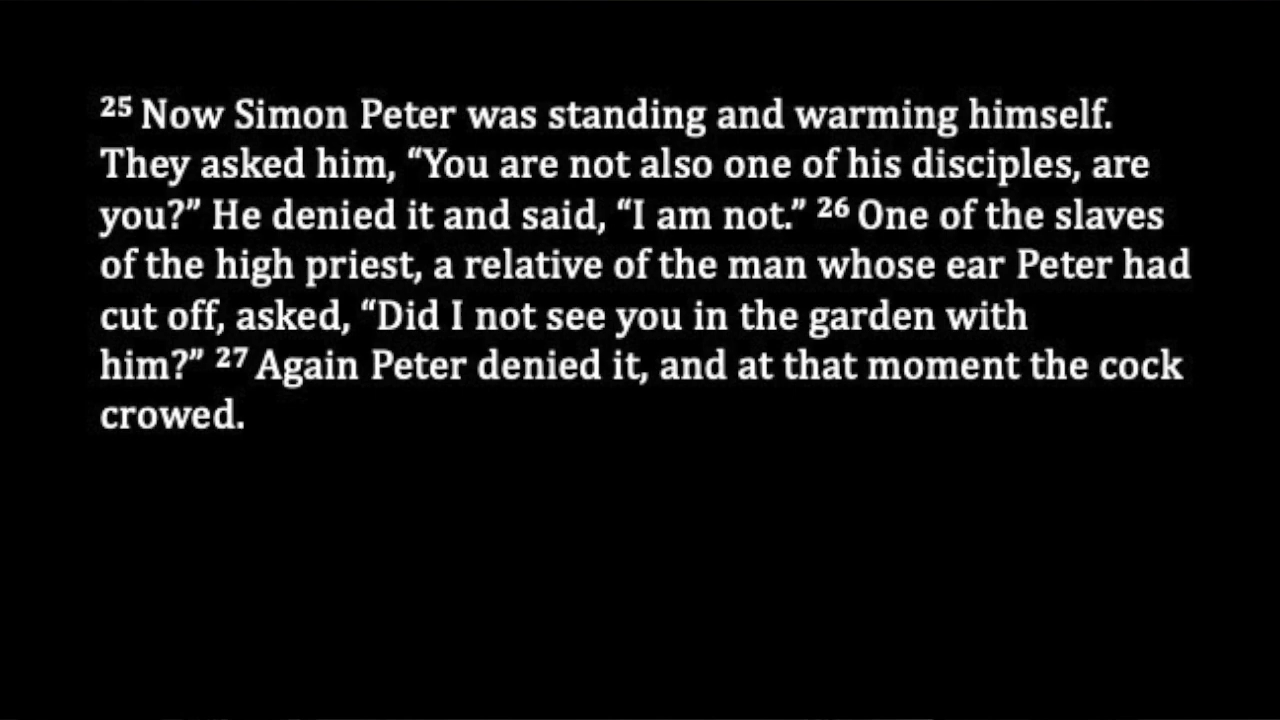 25 Now Simon Peter was standing and warming himself.
They asked him, “You are not also one of his disciples, are
you?” He denied it and said, “I am not.” 26 One of the slaves
of the high priest, a relative of the man whose ear Peter had
cut off, asked, “Did I not see you in the garden with
him?” 27 Again Peter denied it, and at that moment the cock
crowed.